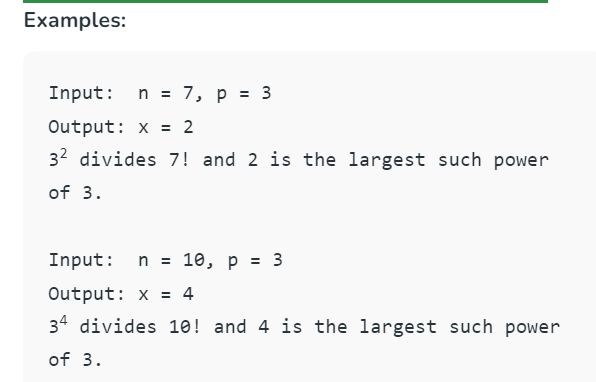 Examples:
Input:  n = 7, p = 3
Output: x = 2
3² divides 7! and 2 is the largest such power
of 3.
Input:  n = 10, p = 3
Output: x = 4
3⁴ divides 10! and 4 is the largest such power
of 3.